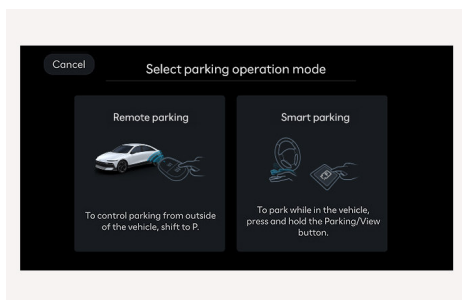 Cancel
Select parking operation mode
Remote parking
To control parking from outside
of the vehicle, shift to P.
Smart parking
To park while in the vehicle,
press and hold the Parking/View
button.